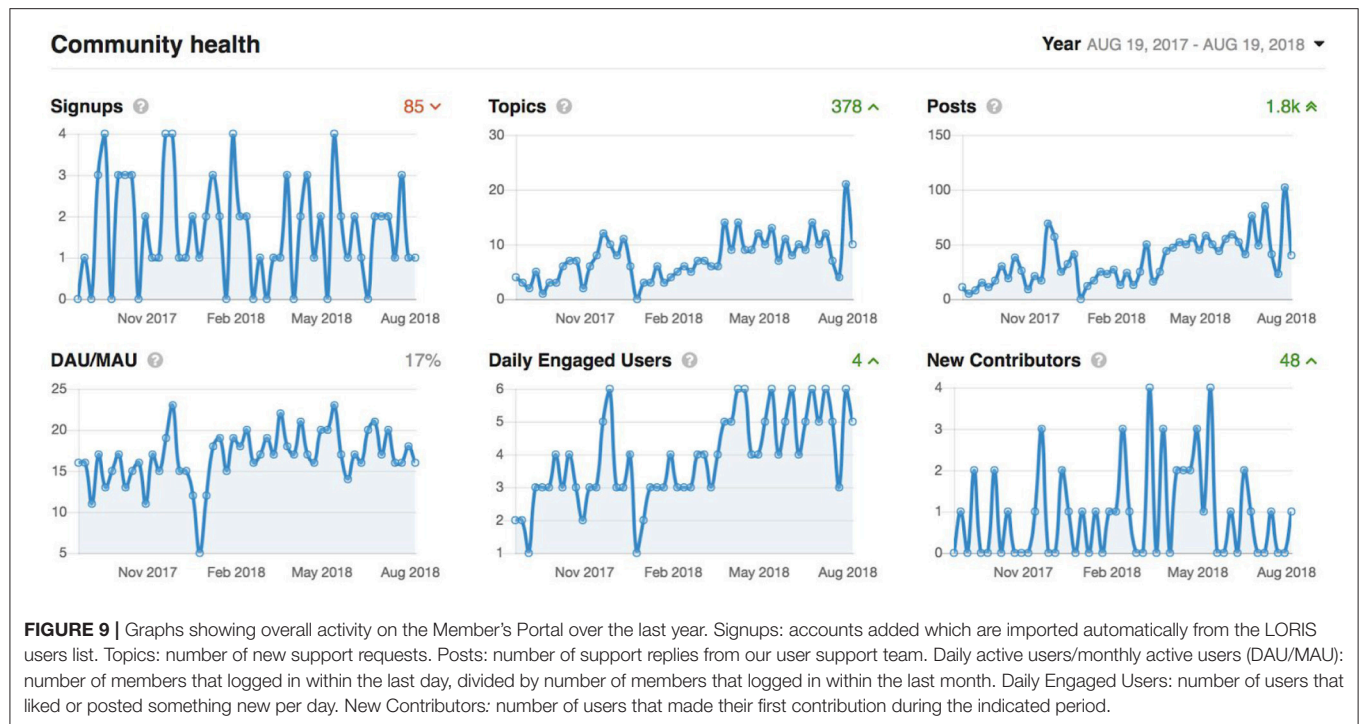 Community health
Year AUG 19, 2017 - AUG 19, 2018
Signups ? 85
4
3
2
1
0
Nov 2017 Feb 2018 May 2018 Aug 2018
Topics ? 378
30
20
10
0
Nov 2017 Feb 2018 May 2018 Aug 2018
Posts ? 1.8k
150
100
50
0
Nov 2017 Feb 2018 May 2018 Aug 2018
DAU/MAU ? 17%
25
20
15
10
5
Nov 2017 Feb 2018 May 2018 Aug 2018
Daily Engaged Users ? 4
6
5
4
3
2
1
Nov 2017 Feb 2018 May 2018 Aug 2018
New Contributors ? 48
4
3
2
1
0
Nov 2017 Feb 2018 May 2018 Aug 2018
FIGURE 9 | Graphs showing overall activity on the Member's Portal over the last year. Signups: accounts added which are imported automatically from the LORIS
users list. Topics: number of new support requests. Posts: number of support replies from our user support team. Daily active users/monthly active users (DAU/MAU):
number of members that logged in within the last day, divided by number of members that logged in within the last month. Daily Engaged Users: number of users that
liked or posted something new per day. New Contributors: number of users that made their first contribution during the indicated period.